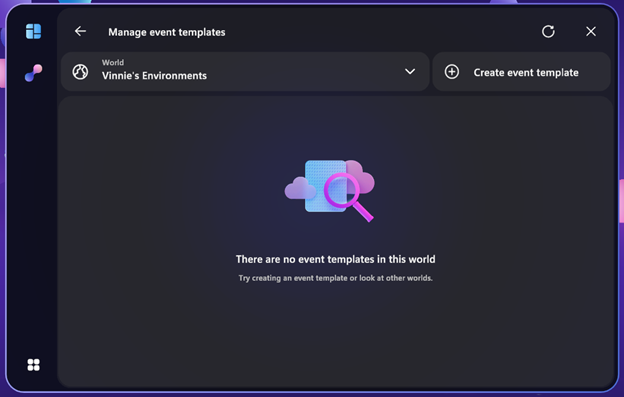 Manage event templates
World
Vinnie's Environments
Create event template
There are no event templates in this world
Try creating an event template or look at other worlds.